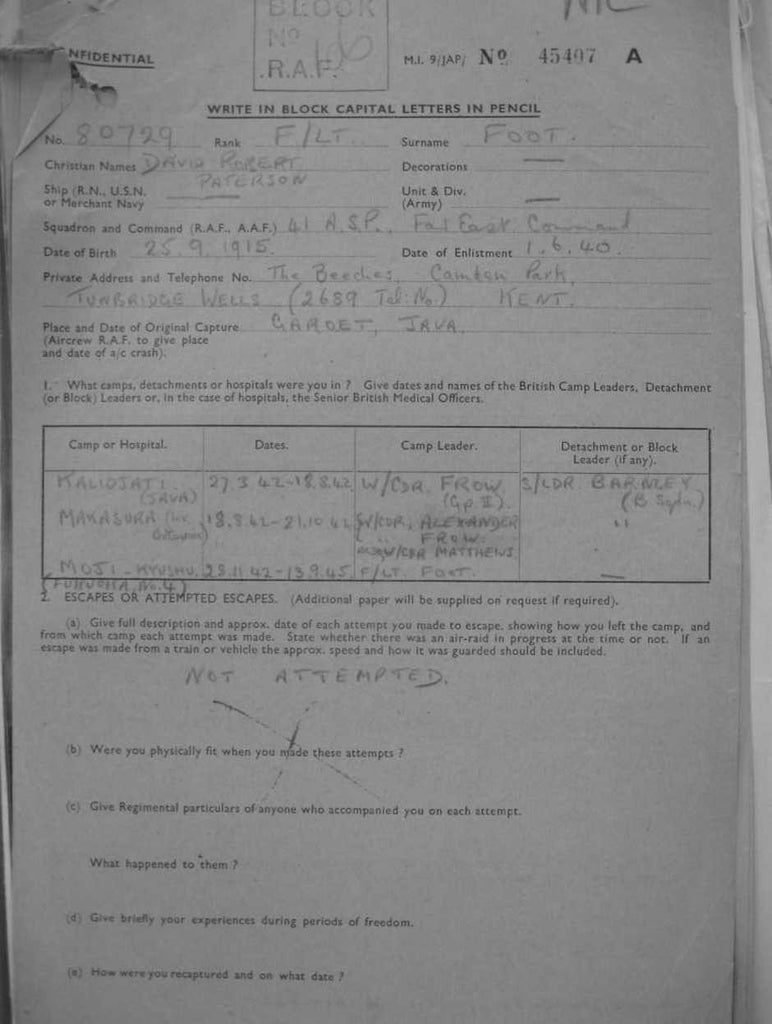 BLOCK
Nº
R.A.F.
NFIDENTIAL
M.I. 9/JAP/ Nº 45407 A
WRITE IN BLOCK CAPITAL LETTERS IN PENCIL
No. 80729 Rank F/LT. Surname FOOT.
Christian Names DAVID ROBERT Decorations —
PATERSON
Ship (R.N., U.S.N. — Unit & Div. —
or Merchant Navy (Army)
Squadron and Command (R.A.F., A.A.F.) 41 A.S.P., Far East Command
Date of Birth 25.9.1915. Date of Enlistment 1.6.40.
Private Address and Telephone No. The Beeches, Camden Park,
TUNBRIDGE WELLS (2689 Tel: No.) KENT.
Place and Date of Original Capture GAROET, JAVA.
(Aircrew R.A.F. to give place
and date of a/c crash).
1. What camps, detachments or hospitals were you in ? Give dates and names of the British Camp Leaders, Detachment
(or Block) Leaders or, in the case of hospitals, the Senior British Medical Officers.
Camp or Hospital. Dates. Camp Leader. Detachment or Block
Leader (if any).
KALIDJATI. 27.3.42-18.8.42 W/CDR. FROW S/LDR. BARNLEY
(JAVA) (Gp. II). (B Sqdn.)
MAKASURA 18.8.42-21.10.42 W/CDR. ALEXANDER "
" FROW.
W/CDR MATTHEWS
MOJI-KYUSHU. 28.11.42-13.9.45. F/LT. FOOT. —
(FUKUOKA No. 4)
2. ESCAPES OR ATTEMPTED ESCAPES. (Additional paper will be supplied on request if required).
(a) Give full description and approx. date of each attempt you made to escape, showing how you left the camp, and
from which camp each attempt was made. State whether there was an air-raid in progress at the time or not. If an
escape was made from a train or vehicle the approx. speed and how it was guarded should be included.
NOT ATTEMPTED.
(b) Were you physically fit when you made these attempts ?
(c) Give Regimental particulars of anyone who accompanied you on each attempt.
What happened to them ?
(d) Give briefly your experiences during periods of freedom.
(e) How were you recaptured and on what date ?